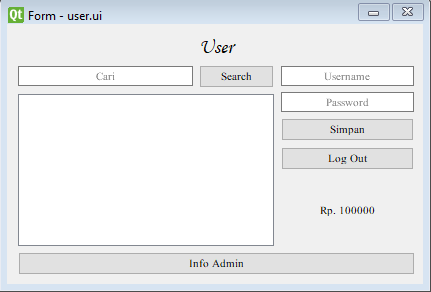 Qt Form - user.ui
User
Cari Search Username
Password
Simpan
Log Out
Rp. 100000
Info Admin